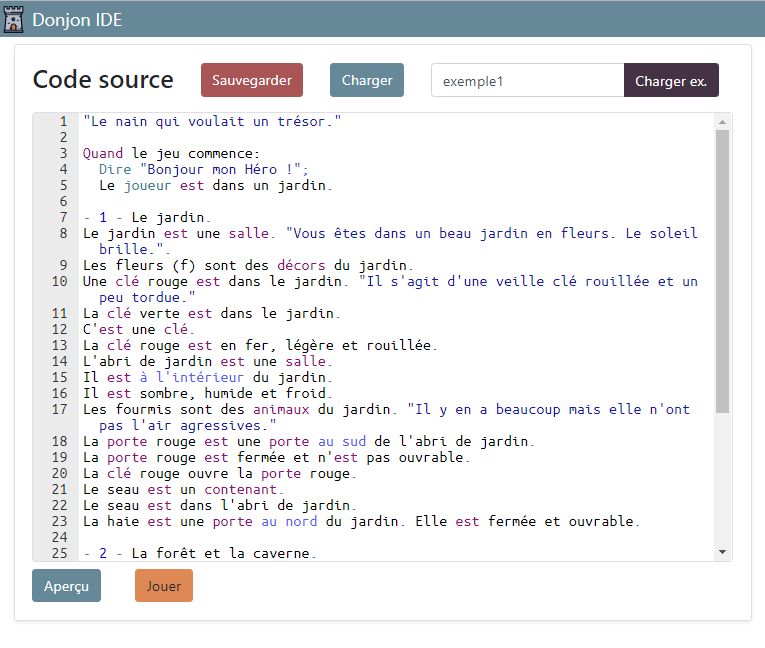 Donjon IDE
Code source Sauvegarder Charger exemple1 Charger ex.
1 "Le nain qui voulait un trésor."
2
3 Quand le jeu commence:
4 Dire "Bonjour mon Héro !";
5 Le joueur est dans un jardin.
6
7 - 1 - Le jardin.
8 Le jardin est une salle. "Vous êtes dans un beau jardin en fleurs. Le soleil
brille.".
9 Les fleurs (f) sont des décors du jardin.
10 Une clé rouge est dans le jardin. "Il s'agit d'une veille clé rouillée et un
peu tordue."
11 La clé verte est dans le jardin.
12 C'est une clé.
13 La clé rouge est en fer, légère et rouillée.
14 L'abri de jardin est une salle.
15 Il est à l'intérieur du jardin.
16 Il est sombre, humide et froid.
17 Les fourmis sont des animaux du jardin. "Il y en a beaucoup mais elle n'ont
pas l'air agressives."
18 La porte rouge est une porte au sud de l'abri de jardin.
19 La porte rouge est fermée et n'est pas ouvrable.
20 La clé rouge ouvre la porte rouge.
21 Le seau est un contenant.
22 Le seau est dans l'abri de jardin.
23 La haie est une porte au nord du jardin. Elle est fermée et ouvrable.
24
25 - 2 - La forêt et la caverne.
Aperçu Jouer